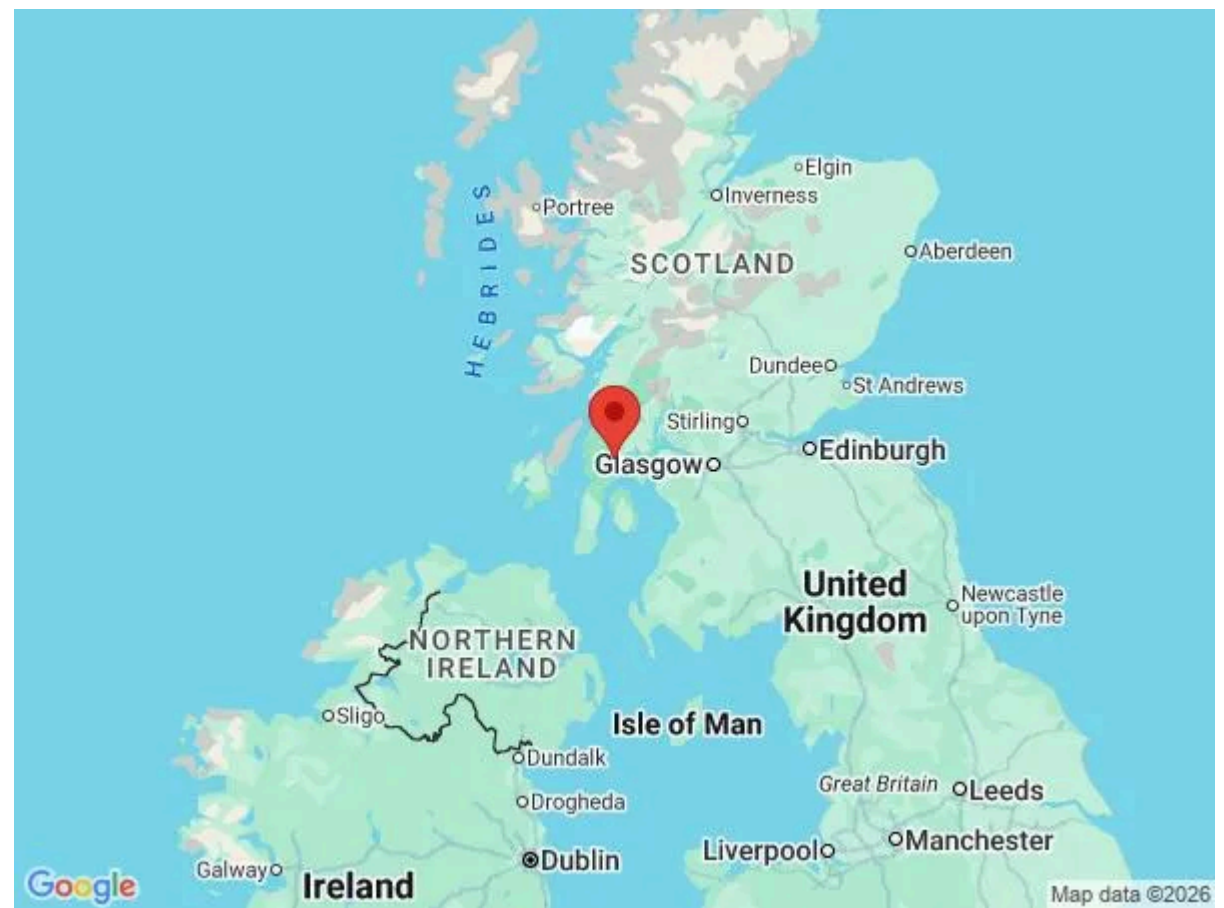 Elgin
Inverness
Portree
HEBRIDES
Aberdeen
SCOTLAND
Dundee
St Andrews
Stirling
Edinburgh
Glasgow
United
Kingdom
Newcastle
upon Tyne
NORTHERN
IRELAND
Sligo
Isle of Man
Dundalk
Great Britain
Leeds
Drogheda
Manchester
Liverpool
Dublin
Galway
Ireland
Google
Map data ©2026